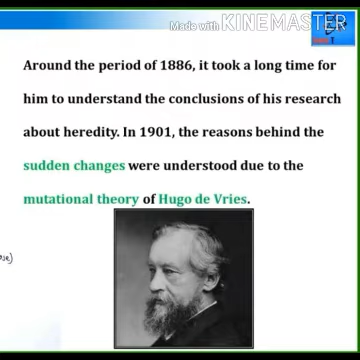 Made with KINEMASTER
Around the period of 1886, it took a long time for
him to understand the conclusions of his research
about heredity. In 1901, the reasons behind the
sudden changes were understood due to the
mutational theory of Hugo de Vries.